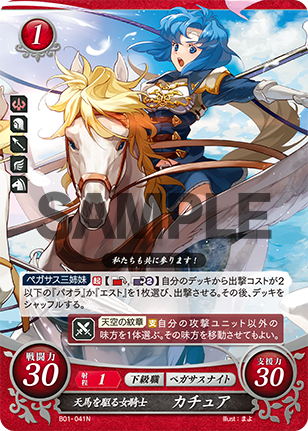 1
SAMPLE
私たちも共に参ります！
ペガサス三姉妹 起 【 , 2】自分のデッキから出撃コストが2
以下の『パオラ』か『エスト』を1枚選び、出撃させる。その後、デッキを
シャッフルする。
天空の紋章 支 自分の攻撃ユニット以外の
味方を1体選ぶ。その味方を移動させてもよい。
戦闘力
30
射程 1 下級職 ペガサスナイト
支援力
30
天馬を駆る女騎士 カチュア
B01-041N
Illust：まよ